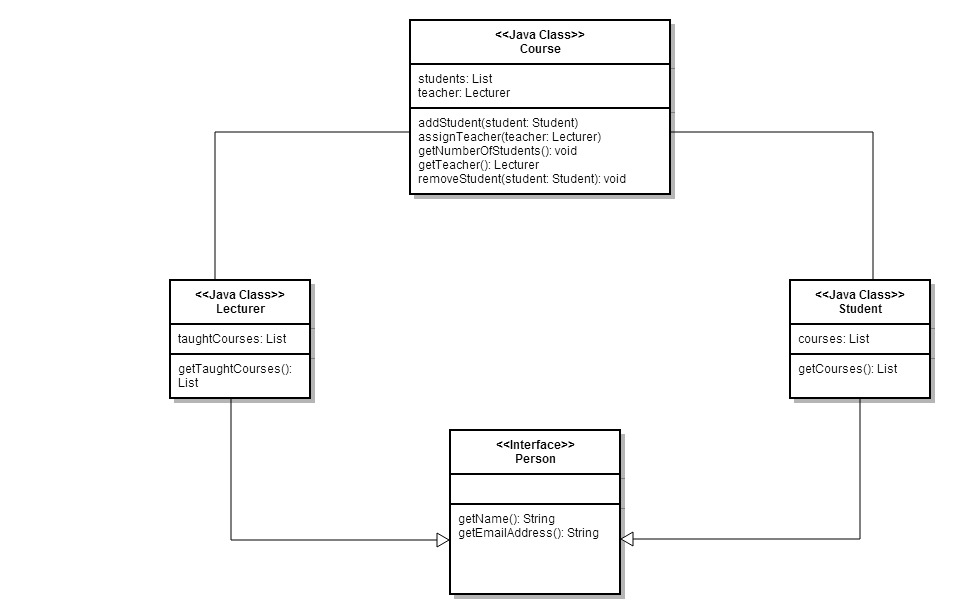 <<Java Class>>
Course
students: List
teacher: Lecturer
addStudent(student: Student)
assignTeacher(teacher: Lecturer)
getNumberOfStudents(): void
getTeacher(): Lecturer
removeStudent(student: Student): void
<<Java Class>>
Lecturer
taughtCourses: List
getTaughtCourses():
List
<<Java Class>>
Student
courses: List
getCourses(): List
<<Interface>>
Person
getName(): String
getEmailAddress(): String